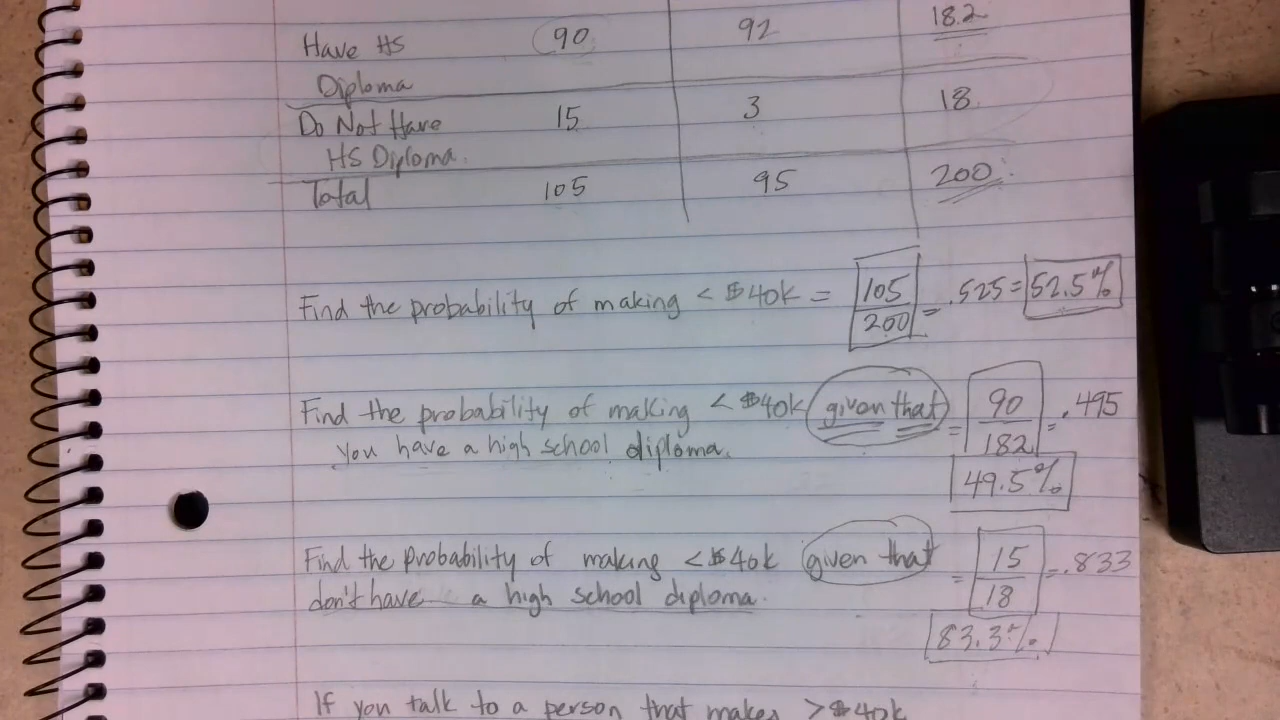 Have HS 90 92 182
Diploma
Do Not Have 15 3 18
HS Diploma.
Total 105 95 200
Find the probability of making < $40k = 105/200 = .525 = 52.5%
Find the probability of making < $40k given that = 90/182 = .495
you have a high school diploma. 49.5%
Find the probability of making < $40k given that = 15/18 = .833
don't have a high school diploma. 83.3%
If you talk to a person that makes > $40k